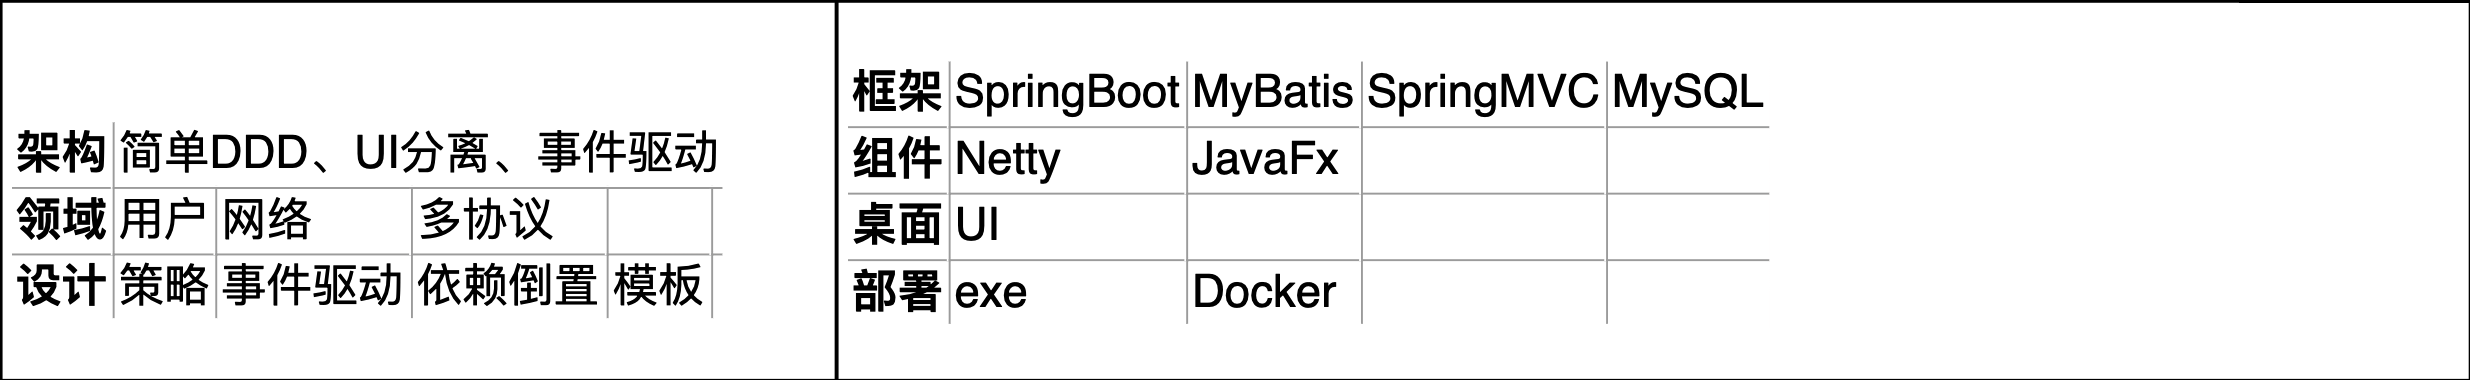 架构 简单DDD、UI分离、事件驱动
领域 用户 网络 多协议
设计 策略 事件驱动 依赖倒置 模板
框架 SpringBoot MyBatis SpringMVC MySQL
组件 Netty JavaFx
桌面 UI
部署 exe Docker